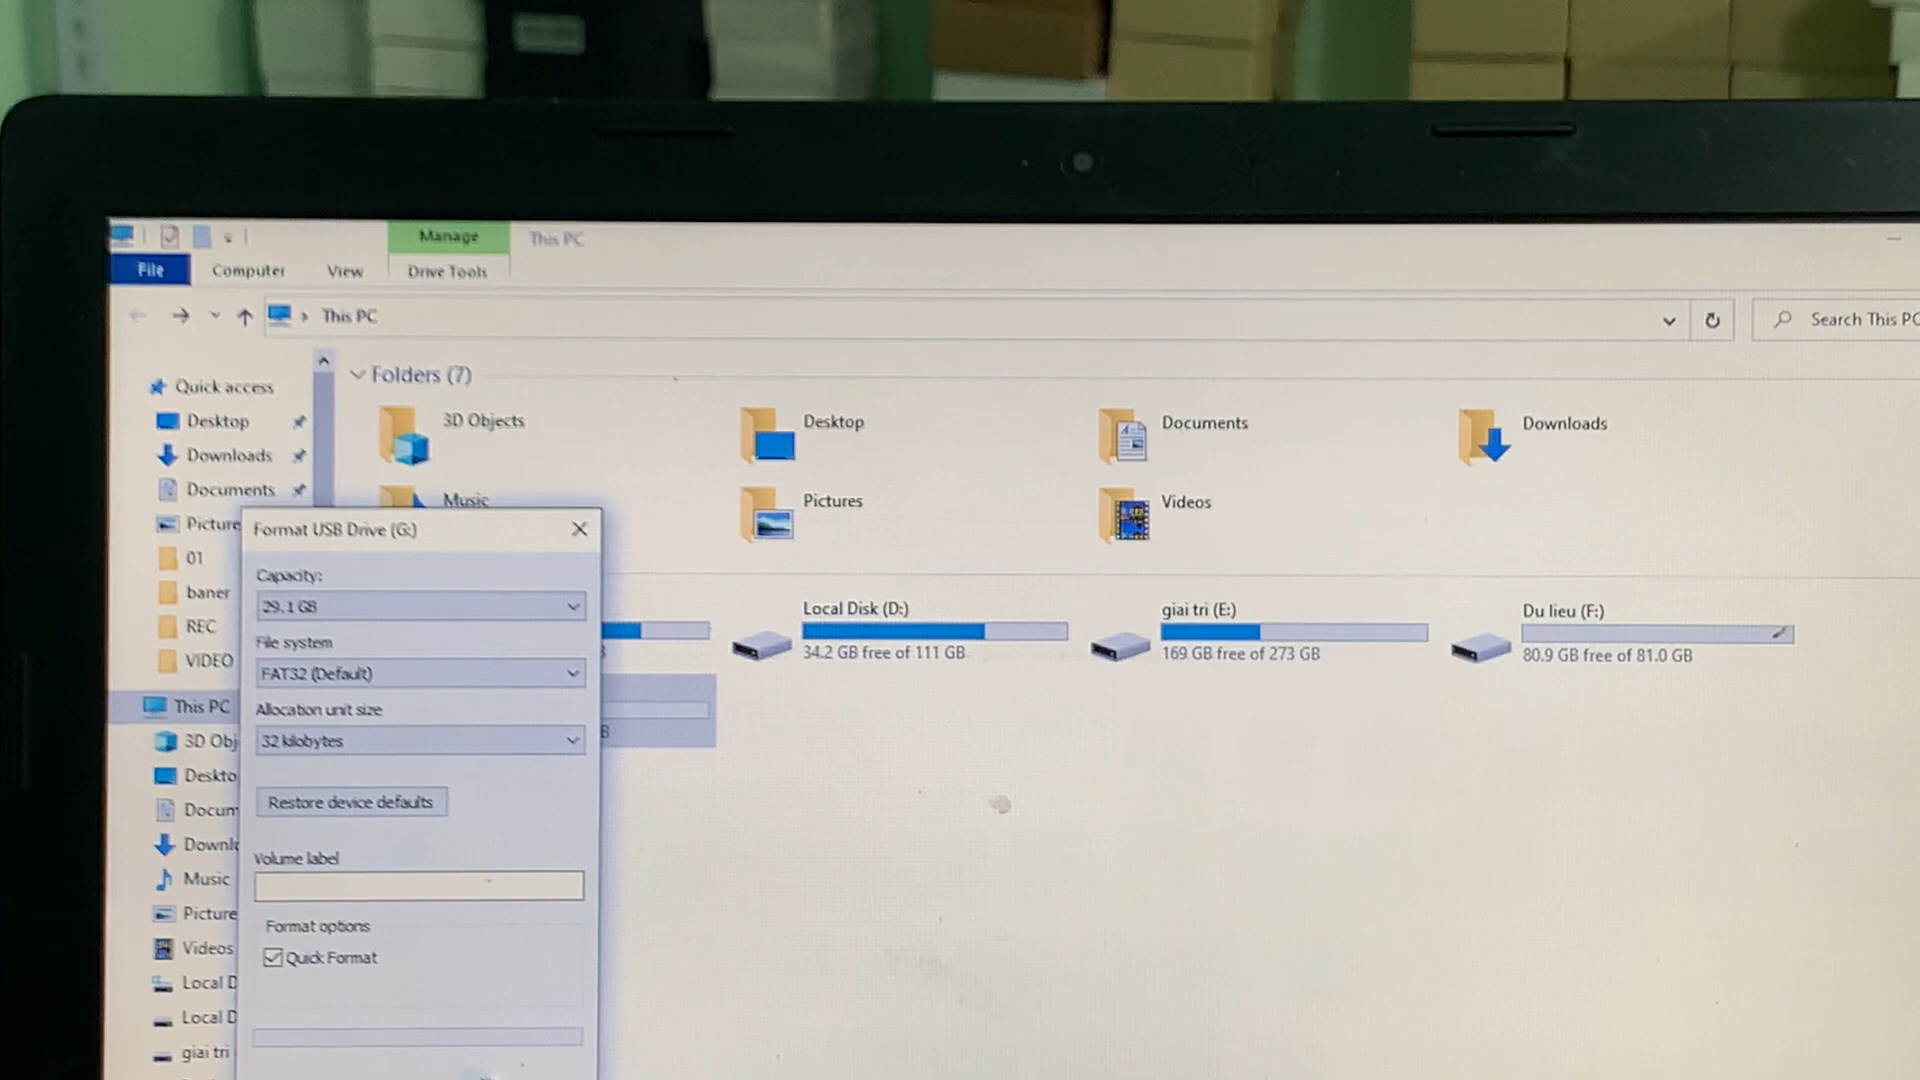 Manage
This PC
File
Computer
View
Drive Tools
This PC
Search This PC
Quick access
Desktop
Downloads
Documents
Picture
01
baner
REC
VIDEO
This PC
3D Obj
Deskto
Docum
Downlo
Music
Picture
Videos
Local D
Local D
giai tri
Folders (7)
3D Objects
Desktop
Documents
Downloads
Music
Pictures
Videos
Local Disk (D:)
34.2 GB free of 111 GB
giai tri (E:)
169 GB free of 273 GB
Du lieu (F:)
80.9 GB free of 81.0 GB
B
Format USB Drive (G:)
Capacity:
29.1 GB
File system
FAT32 (Default)
Allocation unit size
32 kilobytes
Restore device defaults
Volume label
Format options
Quick Format